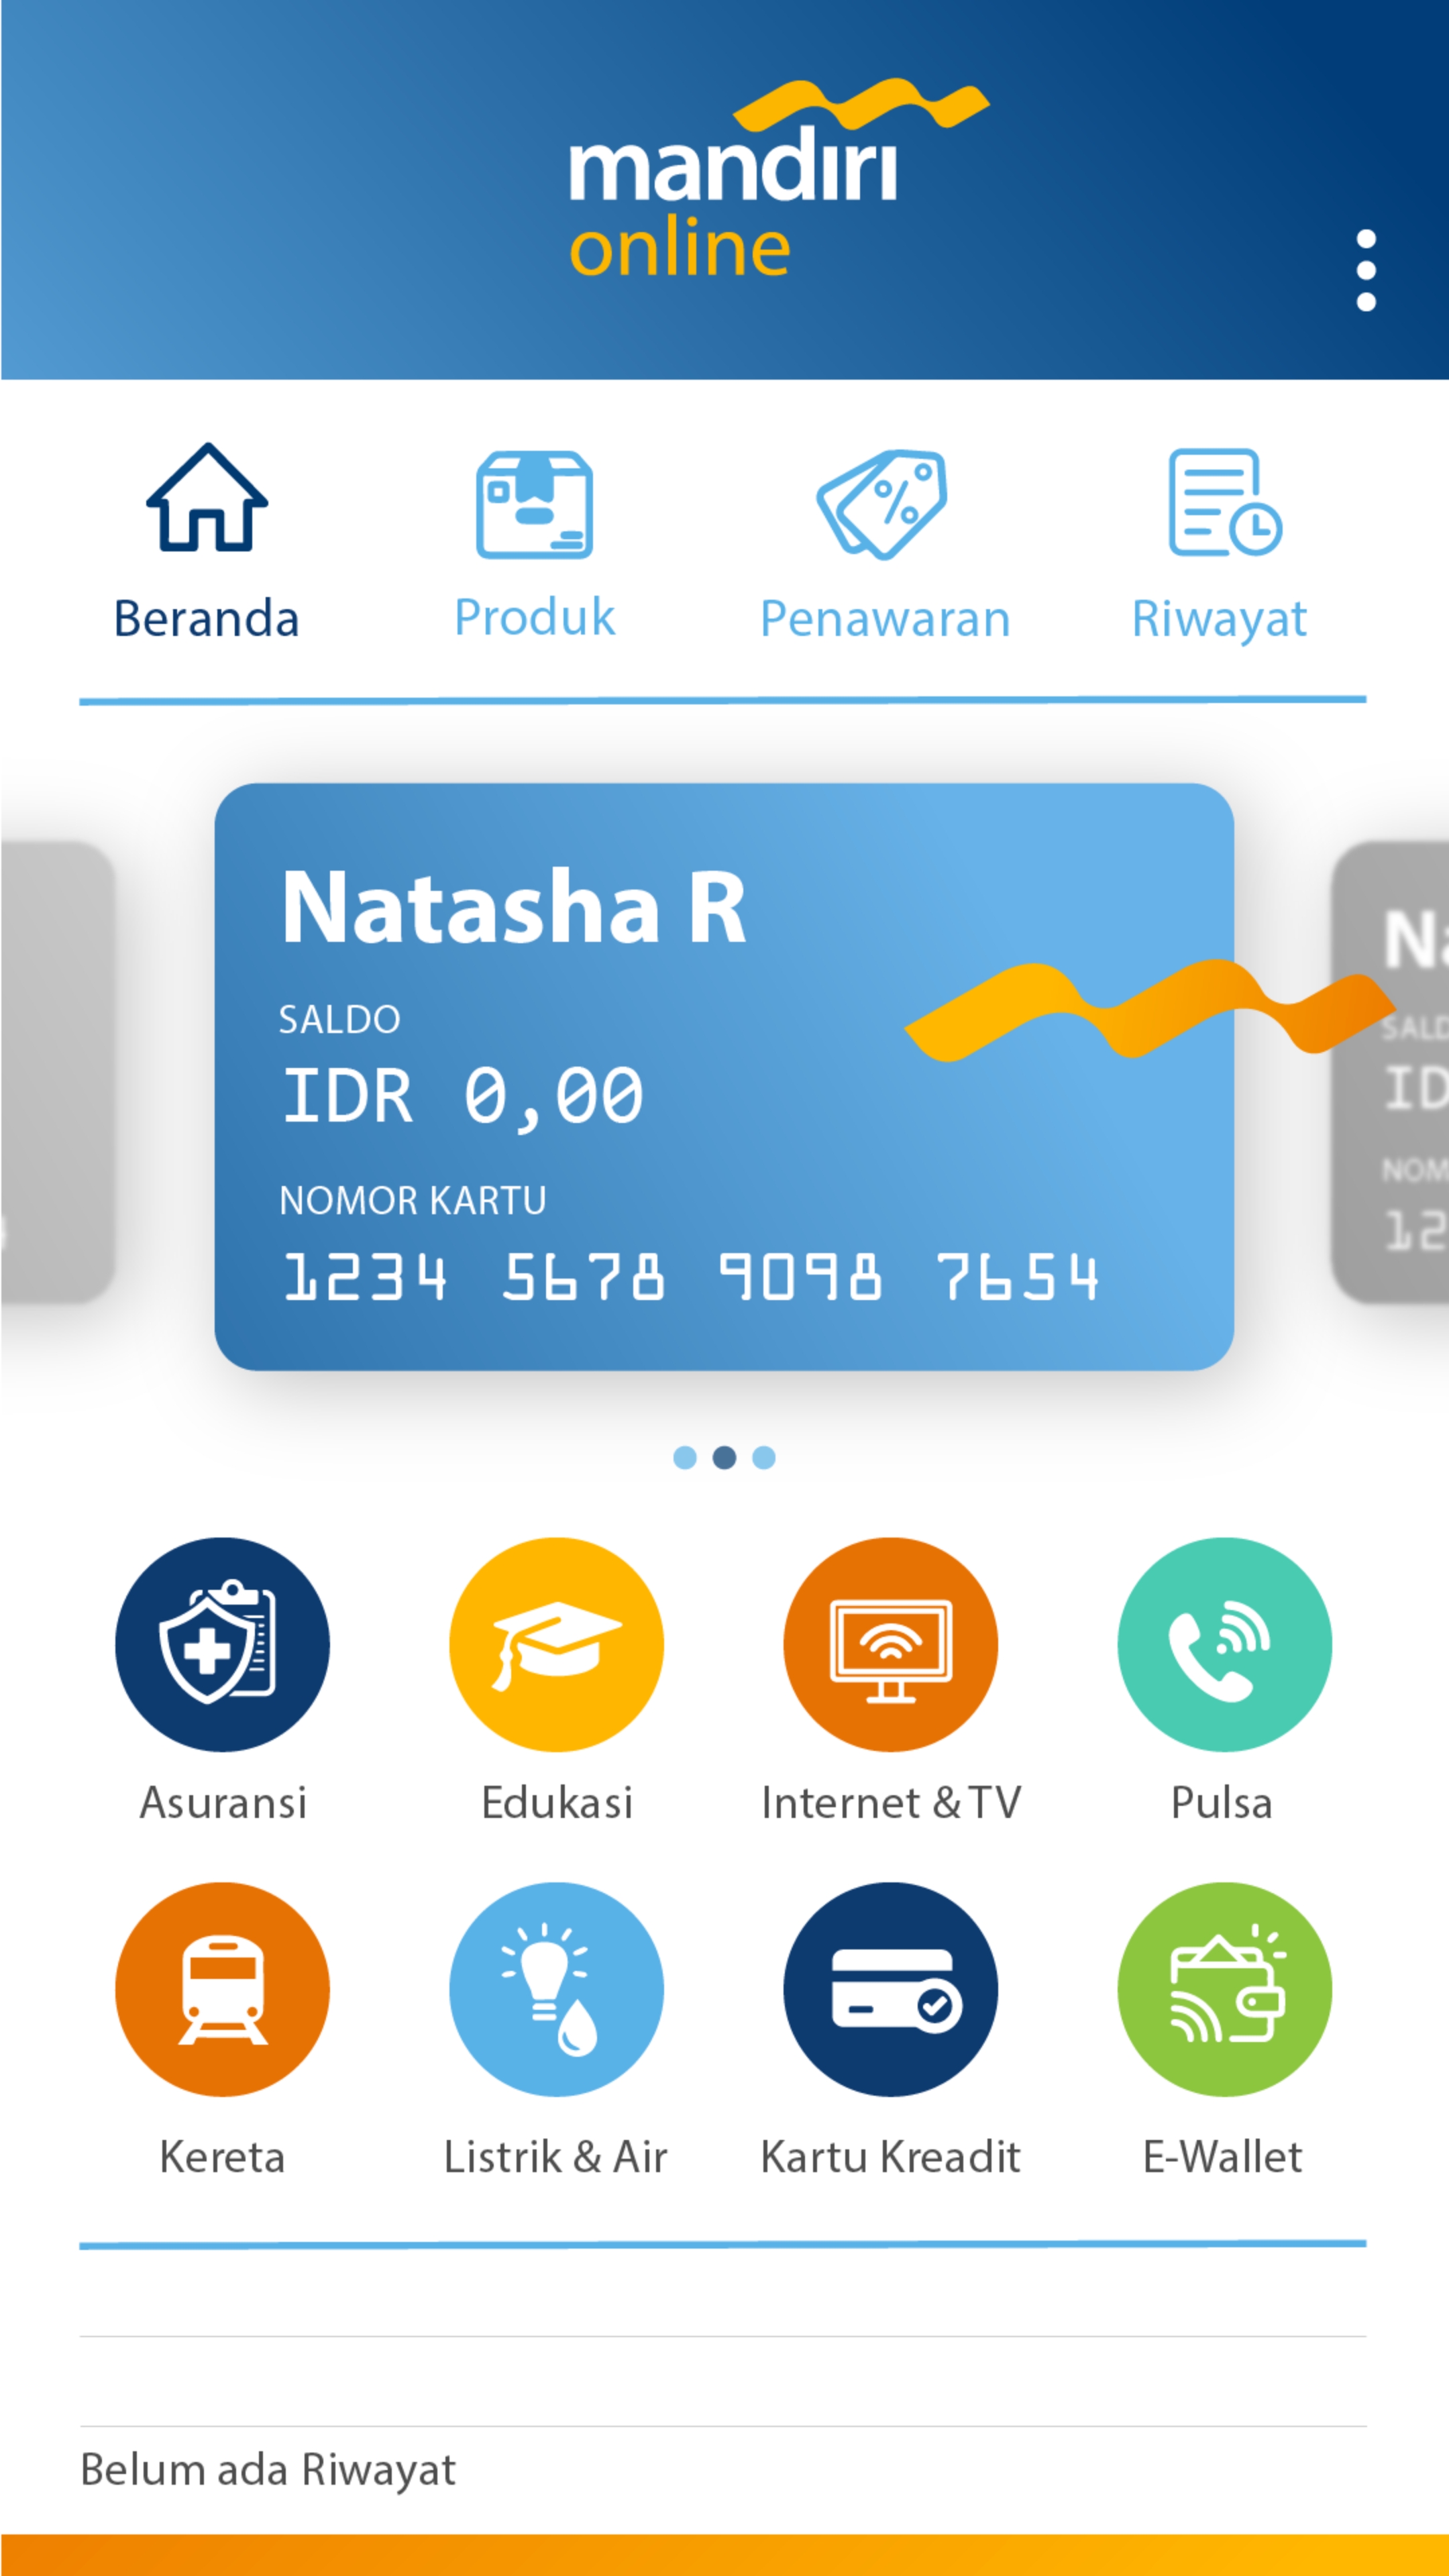 mandiri
online
Beranda
Produk
Penawaran
Riwayat
Natasha R
SALDO
IDR 0,00
NOMOR KARTU
1234 5678 9098 7654
Na
SALD
ID
NOM
12
Asuransi
Edukasi
Internet & TV
Pulsa
Kereta
Listrik & Air
Kartu Kreadit
E-Wallet
Belum ada Riwayat